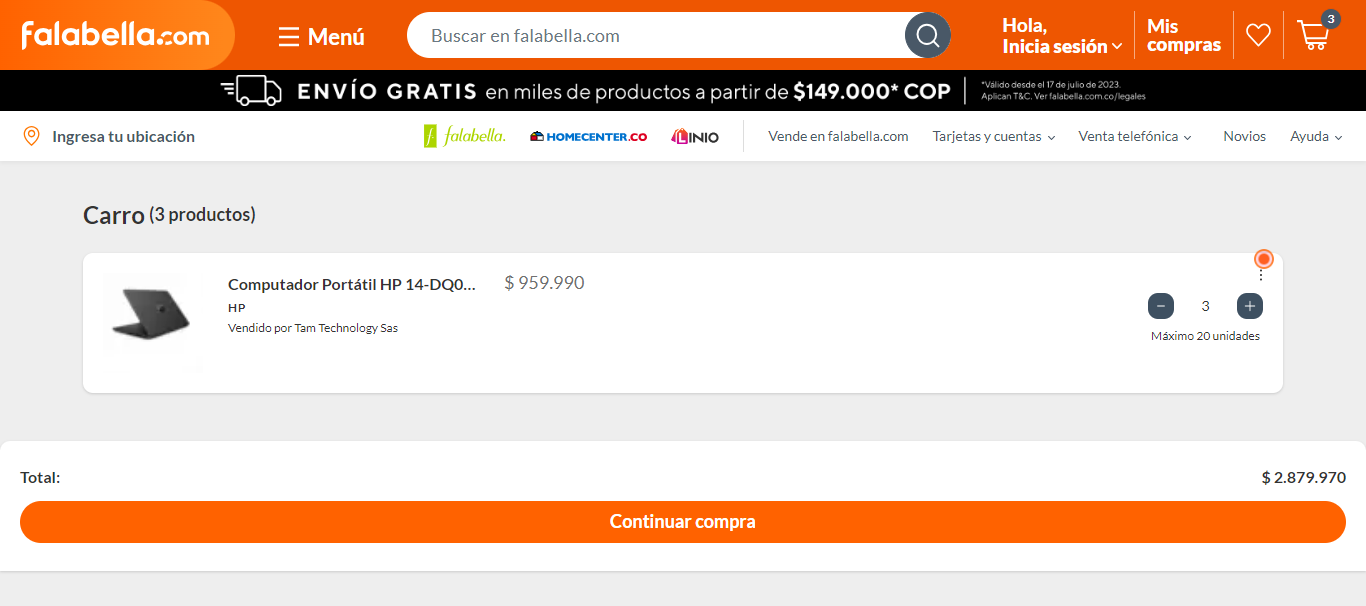 falabella.com
Menú
Buscar en falabella.com
Hola,
Inicia sesión
Mis
compras
3
ENVÍO GRATIS en miles de productos a partir de $149.000* COP
*Válido desde el 17 de julio de 2023.
Aplican T&C. Ver falabella.com.co/legales
Ingresa tu ubicación
f falabella.
HOMECENTER.CO
LINIO
Vende en falabella.com
Tarjetas y cuentas
Venta telefónica
Novios
Ayuda
Carro (3 productos)
Computador Portátil HP 14-DQ0...
$ 959.990
HP
Vendido por Tam Technology Sas
− 3 +
Máximo 20 unidades
Total:
$ 2.879.970
Continuar compra